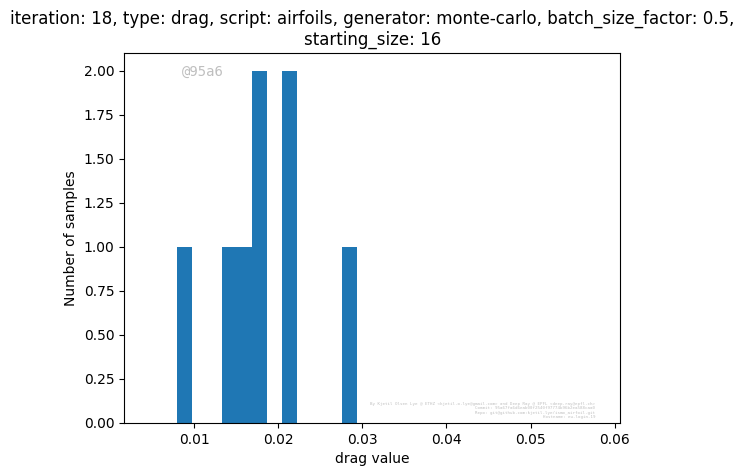 iteration: 18, type: drag, script: airfoils, generator: monte-carlo, batch_size_factor: 0.5,
starting_size: 16
@95a6
2.00
1.75
1.50
1.25
1.00
0.75
0.50
0.25
0.00
Number of samples
0.01 0.02 0.03 0.04 0.05 0.06
drag value